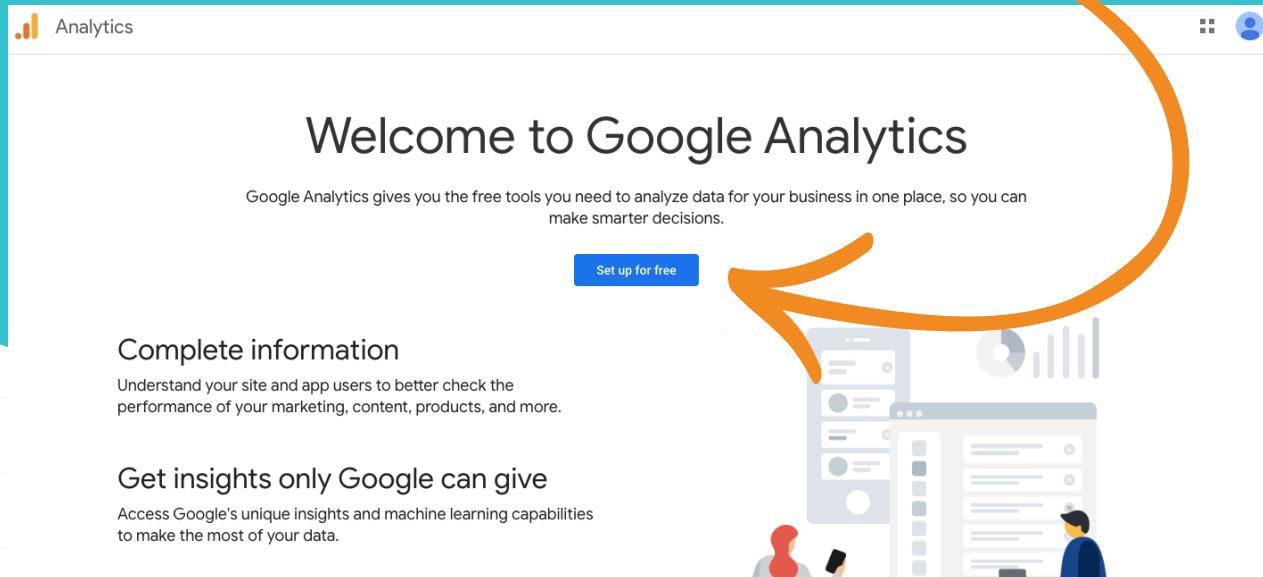 Analytics
Welcome to Google Analytics
Google Analytics gives you the free tools you need to analyze data for your business in one place, so you can
make smarter decisions.
Set up for free
Complete information
Understand your site and app users to better check the
performance of your marketing, content, products, and more.
Get insights only Google can give
Access Google's unique insights and machine learning capabilities
to make the most of your data.